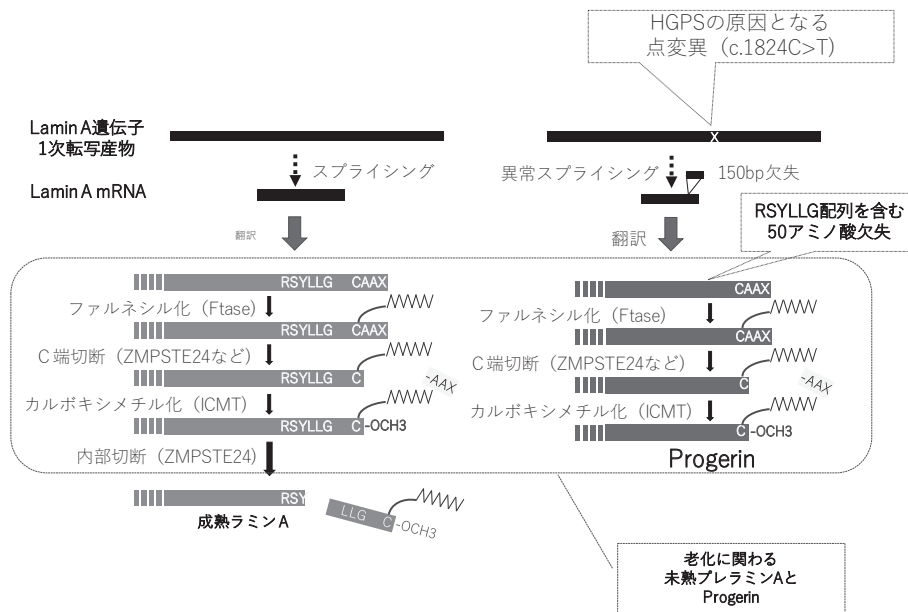 HGPSの原因となる
点変異（c.1824C>T）
Lamin A遺伝子
1次転写産物
X
スプライシング
異常スプライシング
150bp欠失
Lamin A mRNA
翻訳
翻訳
RSYLLG配列を含む
50アミノ酸欠失
RSYLLG CAAX
CAAX
ファルネシル化（Ftase）
ファルネシル化（Ftase）
RSYLLG CAAX
CAAX
C端切断（ZMPSTE24など）
C端切断（ZMPSTE24など）
RSYLLG C
-AAX
C
-AAX
カルボキシメチル化（ICMT）
カルボキシメチル化（ICMT）
RSYLLG C-OCH3
C-OCH3
内部切断（ZMPSTE24）
Progerin
RSY
LLG C-OCH3
成熟ラミンA
老化に関わる
未熟プレラミンAと
Progerin